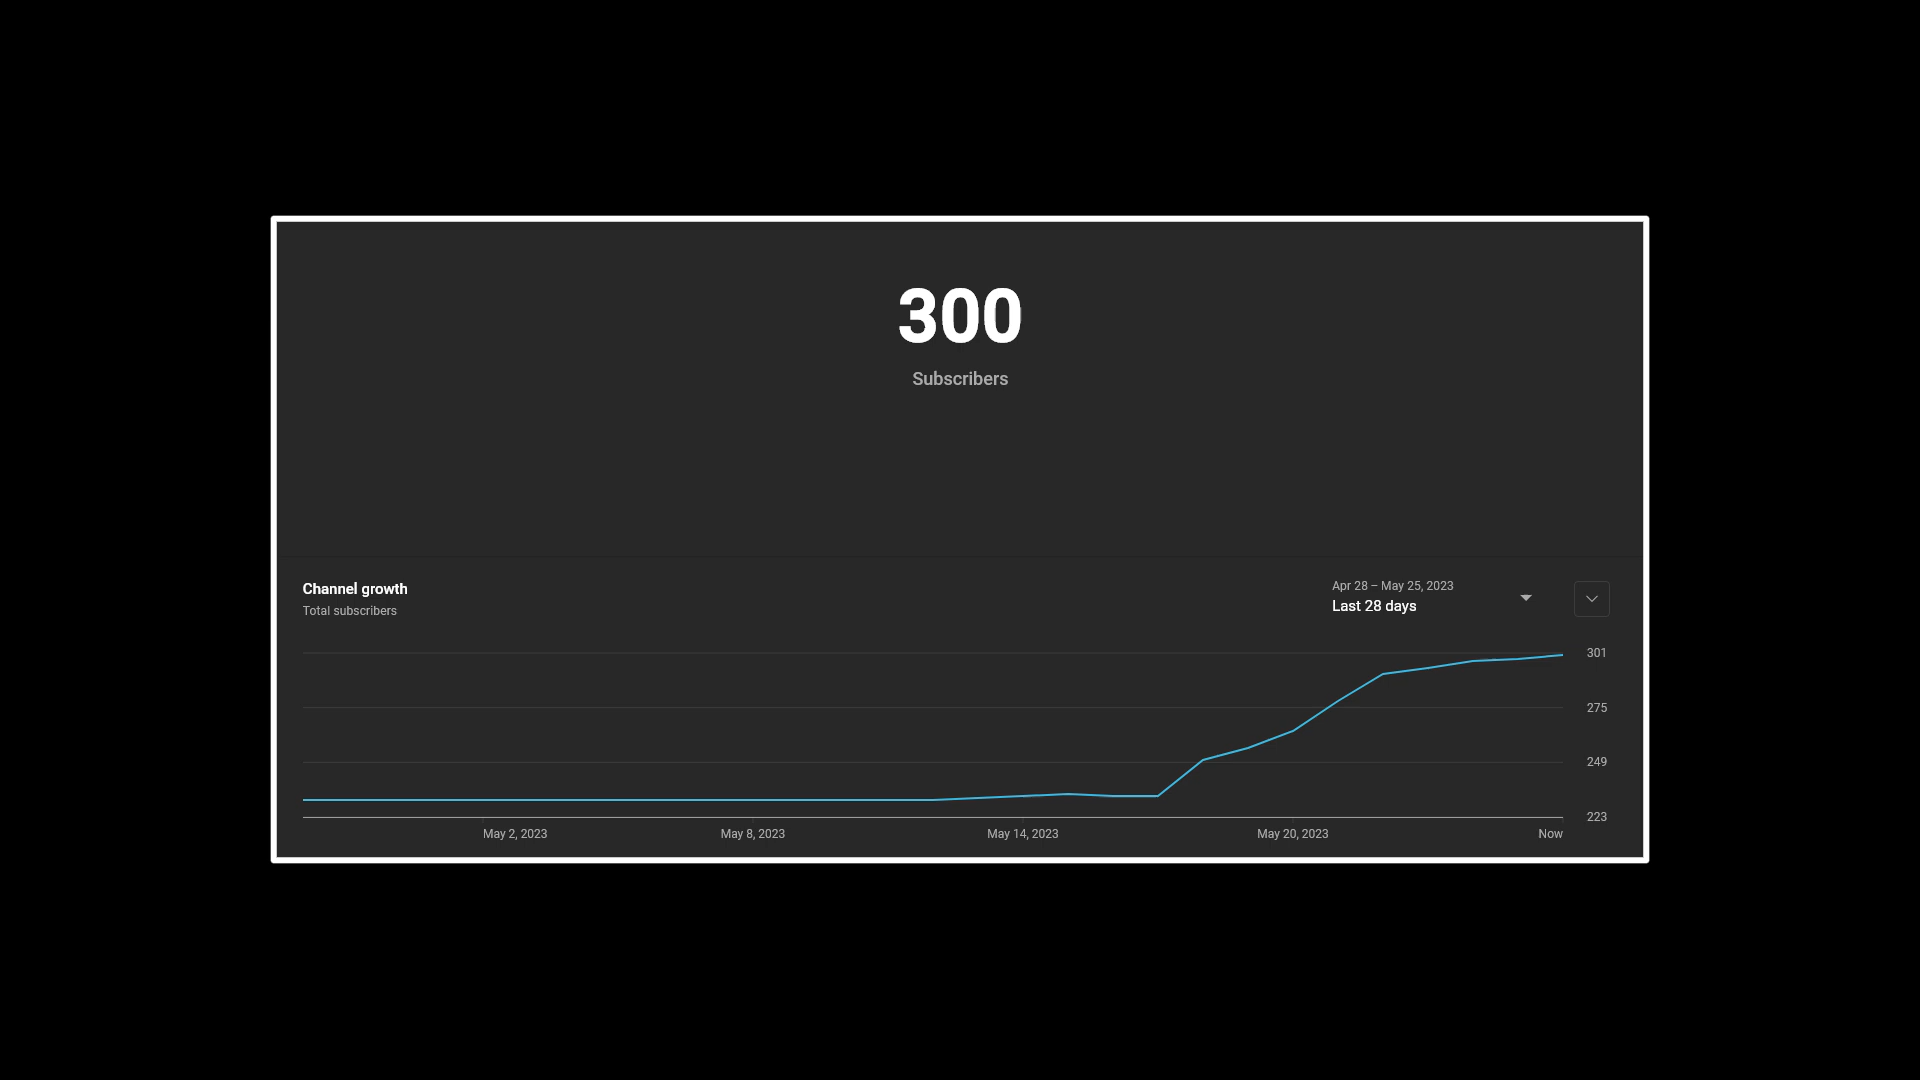 300
Subscribers
Channel growth
Total subscribers
Apr 28 – May 25, 2023
Last 28 days
301
275
249
223
May 2, 2023
May 8, 2023
May 14, 2023
May 20, 2023
Now